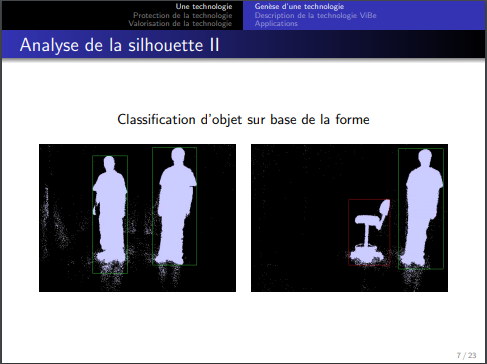 Une technologie
Protection de la technologie
Valorisation de la technologie
Genèse d'une technologie
Description de la technologie ViBe
Applications
Analyse de la silhouette II
Classification d'objet sur base de la forme
7 / 23